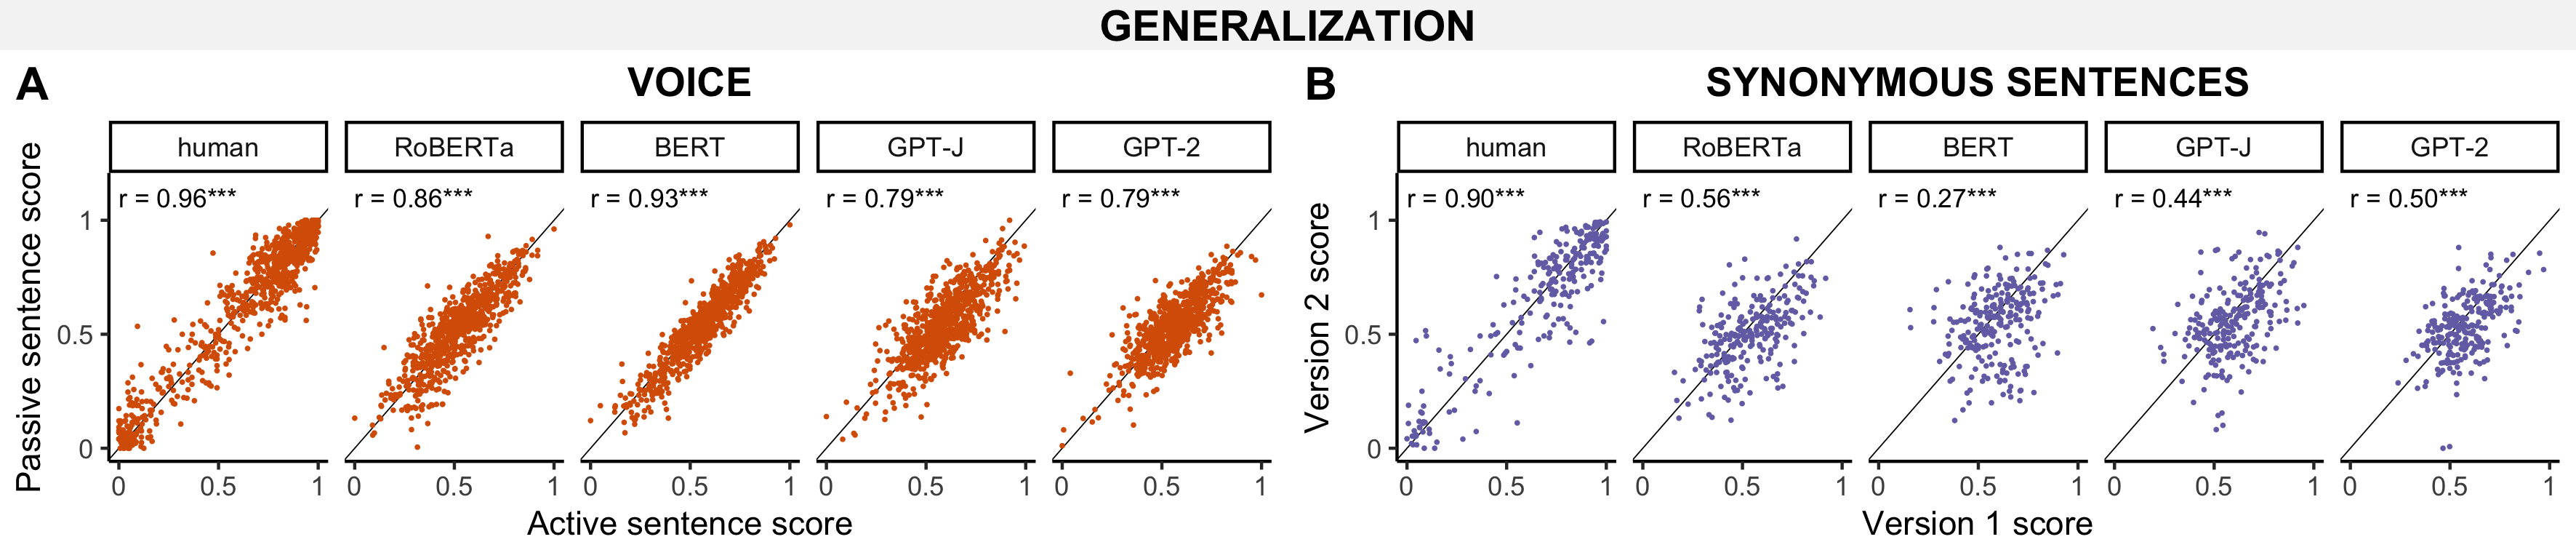 GENERALIZATION
A
VOICE
human
RoBERTa
BERT
GPT-J
GPT-2
r = 0.96***
r = 0.86***
r = 0.93***
r = 0.79***
r = 0.79***
Passive sentence score
1
0.5
0
0 0.5 1
0 0.5 1
0 0.5 1
0 0.5 1
0 0.5 1
Active sentence score
B
SYNONYMOUS SENTENCES
human
RoBERTa
BERT
GPT-J
GPT-2
r = 0.90***
r = 0.56***
r = 0.27***
r = 0.44***
r = 0.50***
Version 2 score
1
0.5
0
0 0.5 1
0 0.5 1
0 0.5 1
0 0.5 1
0 0.5 1
Version 1 score